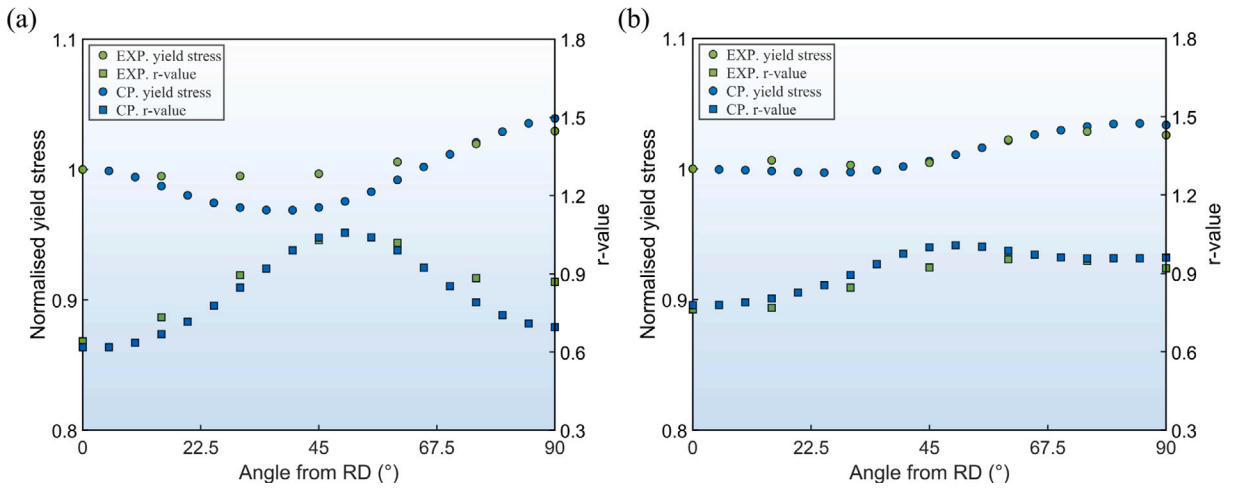 (a)
EXP. yield stress
EXP. r-value
CP. yield stress
CP. r-value
1.1
1
0.9
0.8
Normalised yield stress
1.8
1.5
1.2
0.9
0.6
0.3
r-value
0
22.5
45
67.5
90
Angle from RD (°)
(b)
EXP. yield stress
EXP. r-value
CP. yield stress
CP. r-value
1.1
1
0.9
0.8
Normalised yield stress
1.8
1.5
1.2
0.9
0.6
0.3
r-value
0
22.5
45
67.5
90
Angle from RD (°)